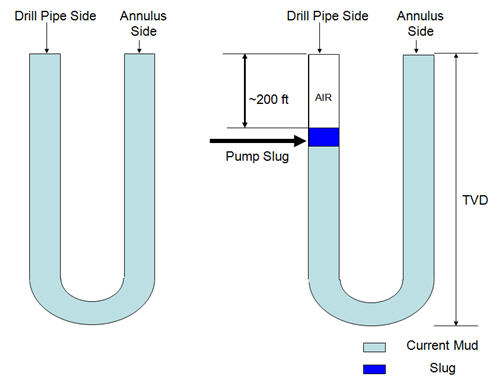 Drill Pipe Side
Annulus
Side
Drill Pipe Side
Annulus
Side
~200 ft
AIR
Pump Slug
TVD
Current Mud
Slug